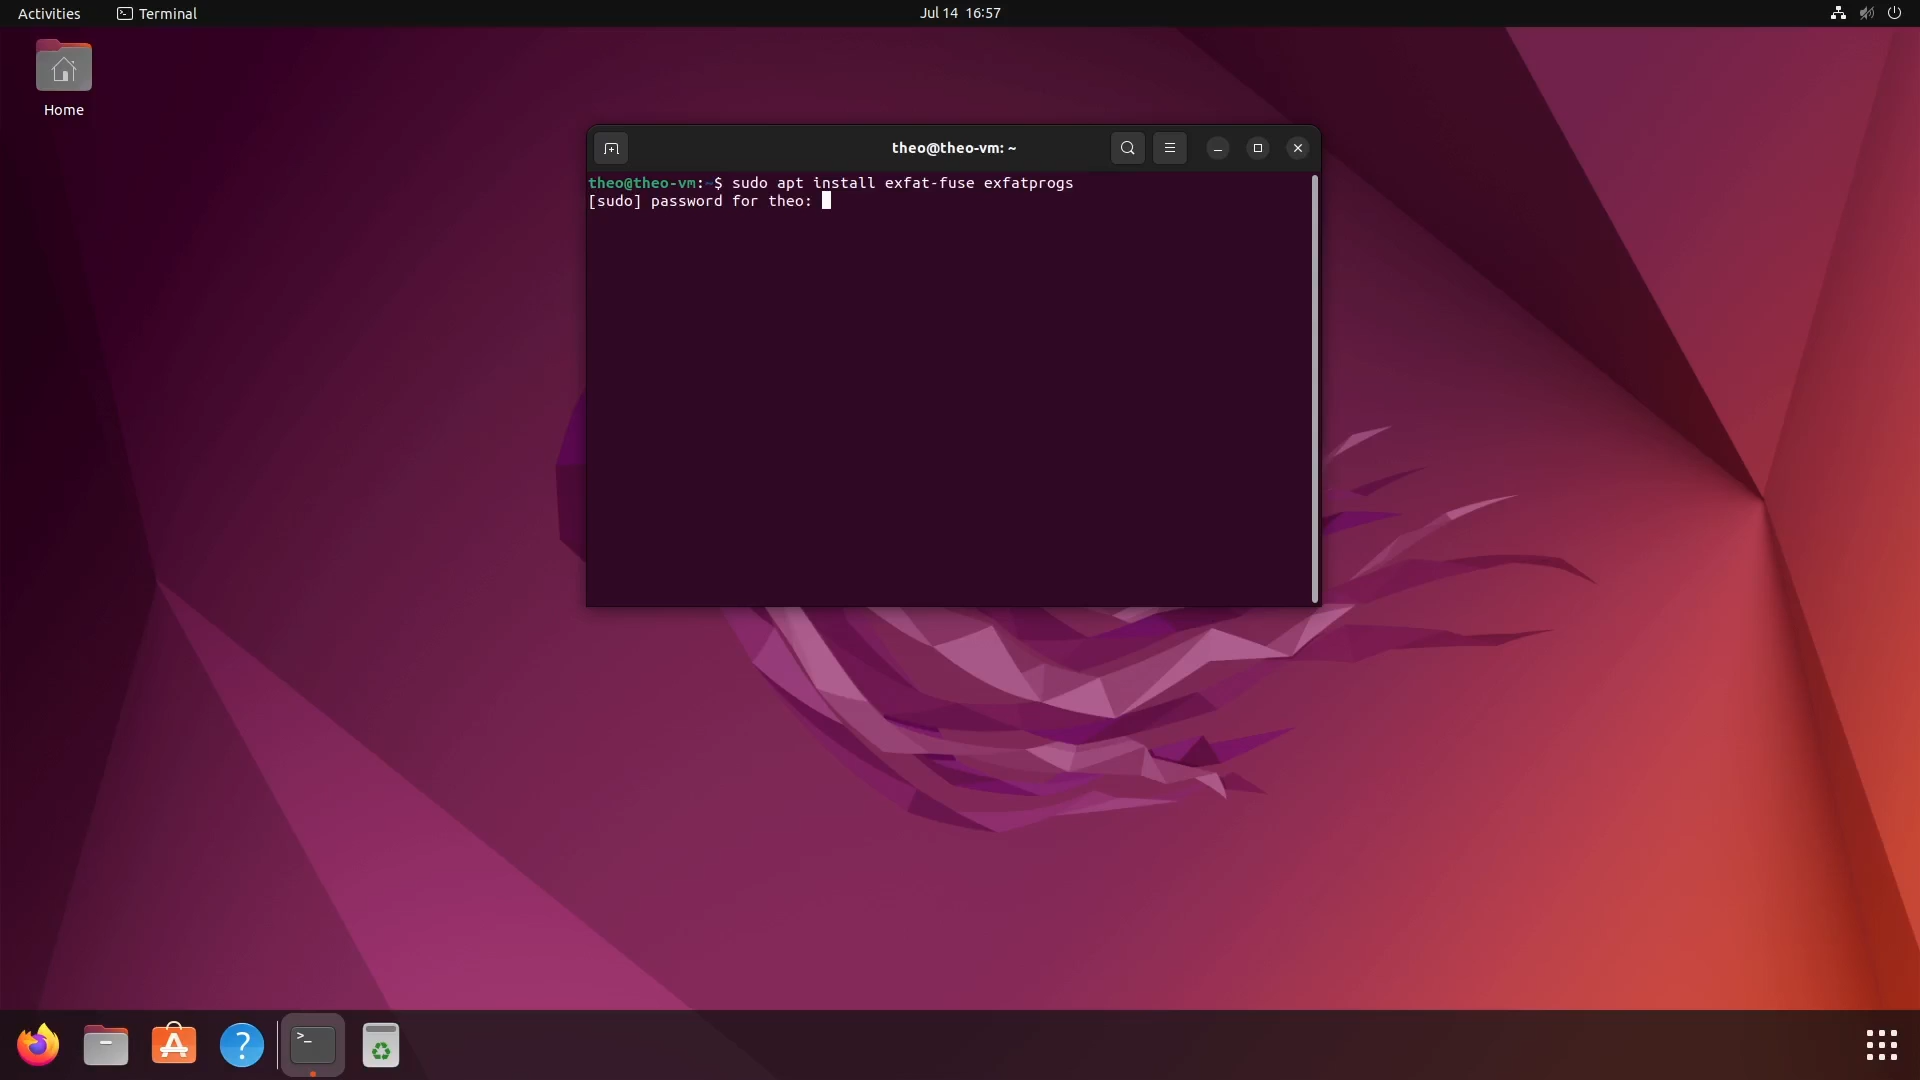 Activities
Terminal
Jul 14 16:57
Home
theo@theo-vm: ~
theo@theo-vm:~$ sudo apt install exfat-fuse exfatprogs
[sudo] password for theo: